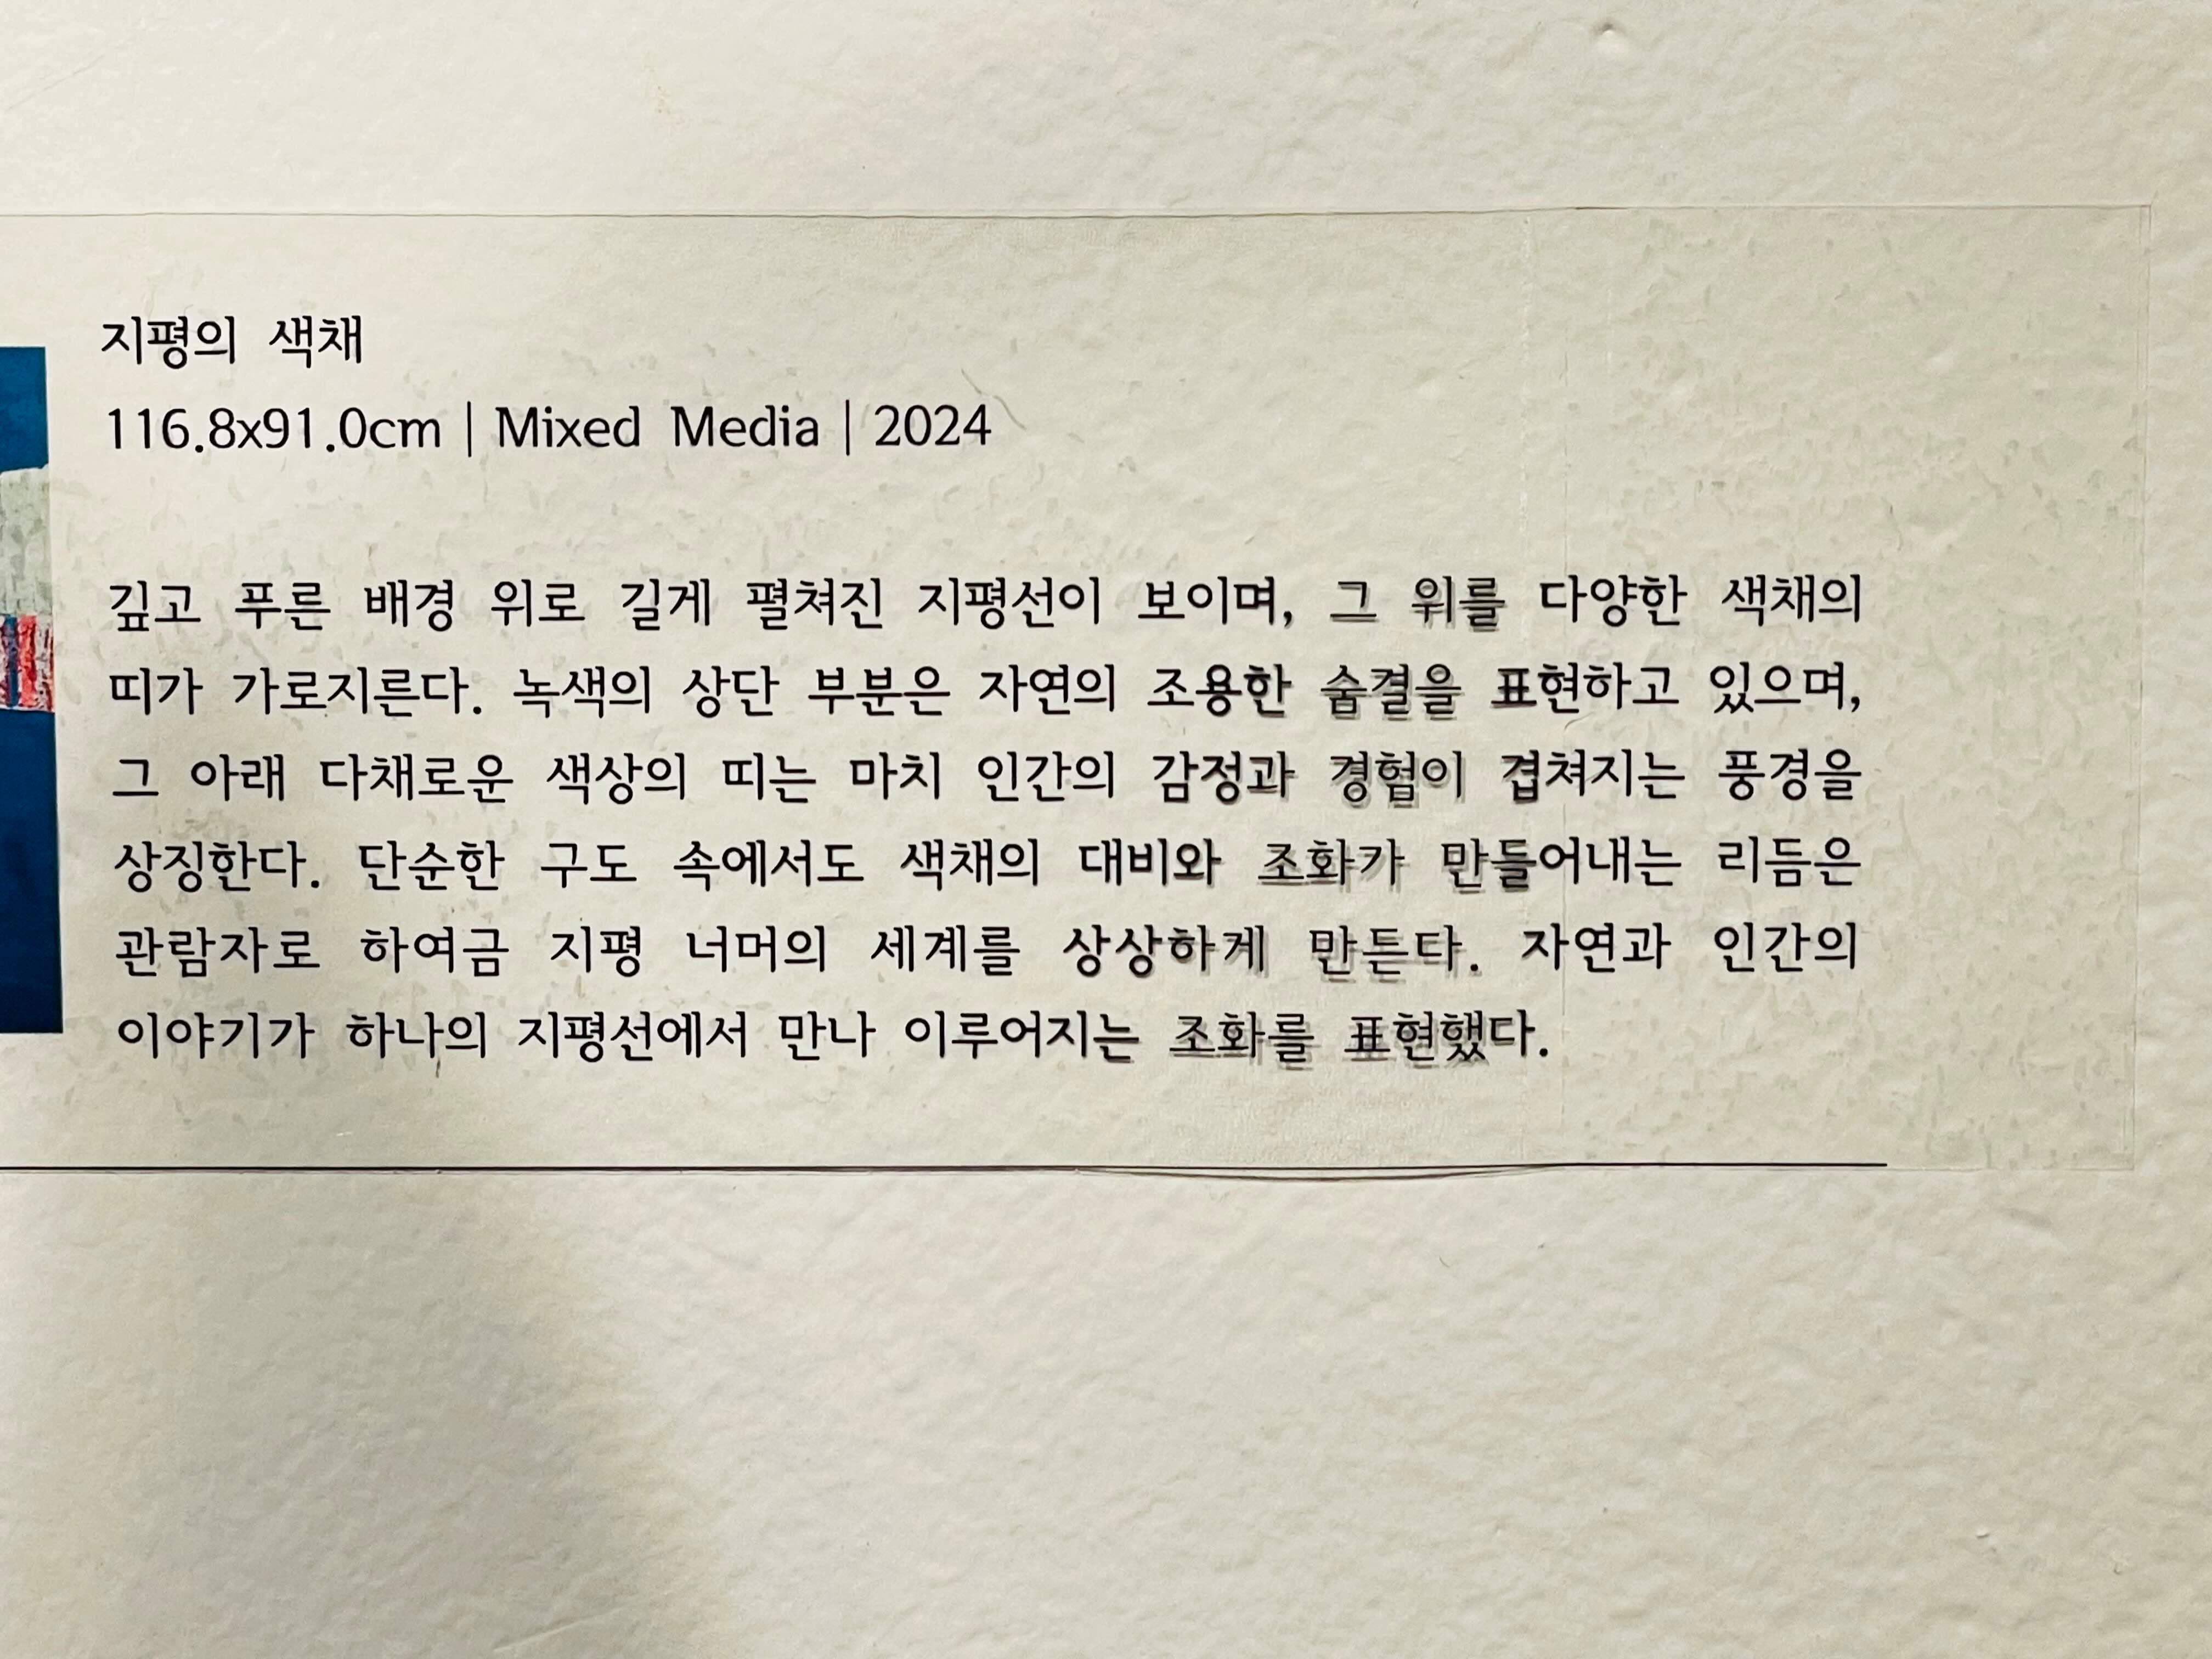 지평의 색채
116.8x91.0cm | Mixed Media | 2024
깊고 푸른 배경 위로 길게 펼쳐진 지평선이 보이며, 그 위를 다양한 색채의
띠가 가로지른다. 녹색의 상단 부분은 자연의 조용한 숨결을 표현하고 있으며,
그 아래 다채로운 색상의 띠는 마치 인간의 감정과 경험이 겹쳐지는 풍경을
상징한다. 단순한 구도 속에서도 색채의 대비와 조화가 만들어내는 리듬은
관람자로 하여금 지평 너머의 세계를 상상하게 만든다. 자연과 인간의
이야기가 하나의 지평선에서 만나 이루어지는 조화를 표현했다.